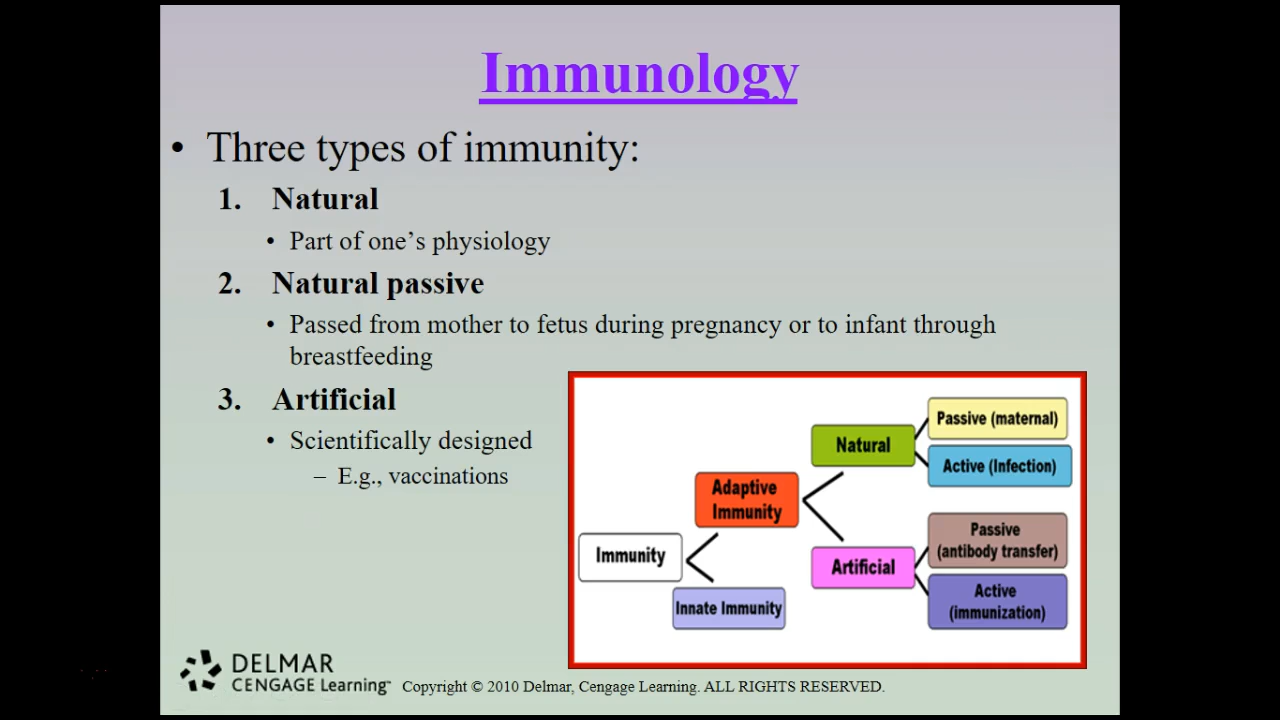 Immunology
• Three types of immunity:
1. Natural
• Part of one’s physiology
2. Natural passive
• Passed from mother to fetus during pregnancy or to infant through
breastfeeding
3. Artificial
• Scientifically designed
– E.g., vaccinations
Immunity
Adaptive
Immunity
Innate Immunity
Natural
Artificial
Passive (maternal)
Active (Infection)
Passive
(antibody transfer)
Active
(immunization)
DELMAR
CENGAGE Learning™
Copyright © 2010 Delmar, Cengage Learning. ALL RIGHTS RESERVED.